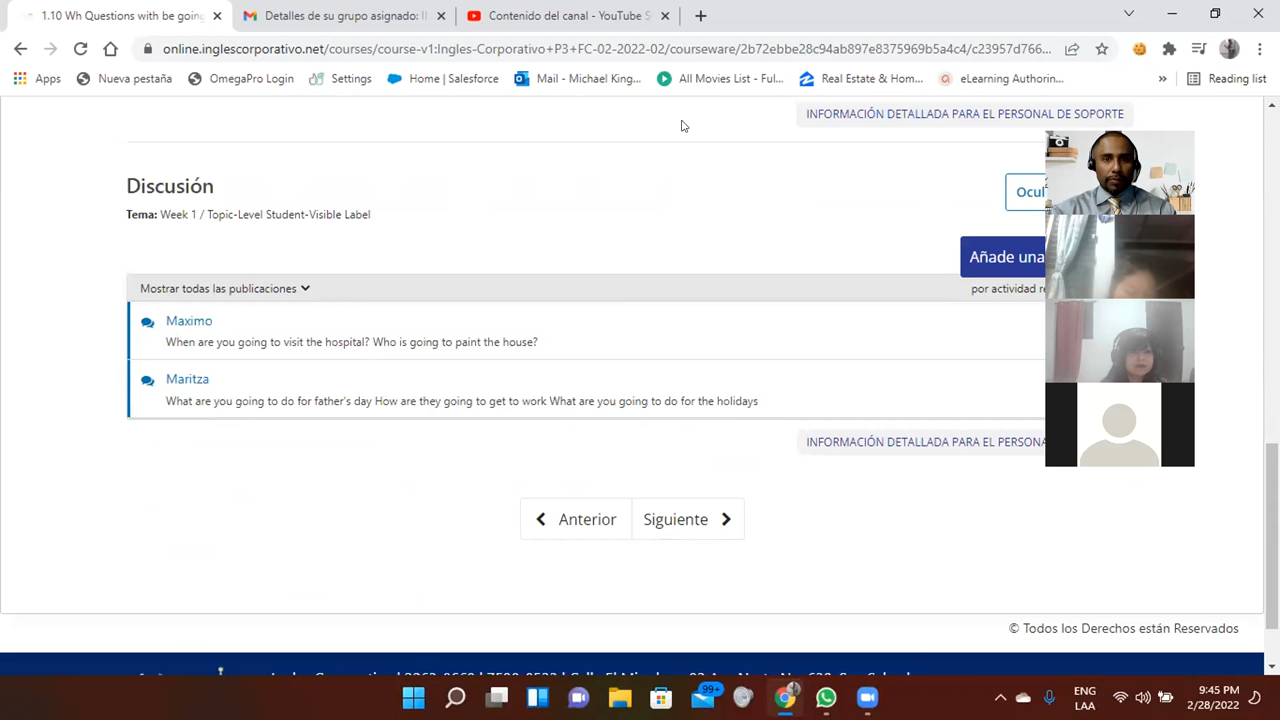 1.10 Wh Questions with be going
Detalles de su grupo asignado: I
Contenido del canal - YouTube S
online.inglescorporativo.net/courses/course-v1:Ingles-Corporativo+P3+FC-02-2022-02/courseware/2b72ebbe28c94ab897e8375969b5a4c4/c23957d766...
Apps
Nueva pestaña
OmegaPro Login
Settings
Home | Salesforce
Mail - Michael King...
All Movies List - Ful...
Real Estate & Hom...
eLearning Authorin...
»
Reading list
INFORMACIÓN DETALLADA PARA EL PERSONAL DE SOPORTE
Discusión
Ocul
Tema: Week 1 / Topic-Level Student-Visible Label
Añade una
Mostrar todas las publicaciones
por actividad re
Maximo
When are you going to visit the hospital? Who is going to paint the house?
Maritza
What are you going to do for father's day How are they going to get to work What are you going to do for the holidays
INFORMACIÓN DETALLADA PARA EL PERSONA
Anterior
Siguiente
© Todos los Derechos están Reservados
99+
ENG
LAA
9:45 PM
2/28/2022